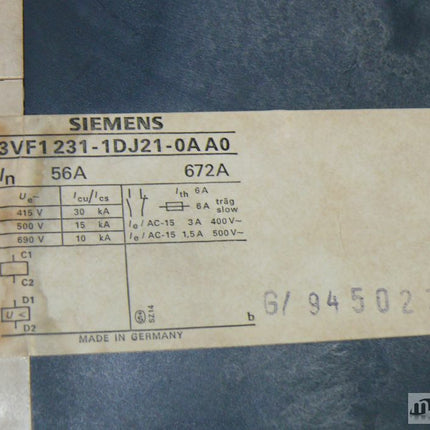 SIEMENS
3VF1231-1DJ21-0AA0
In 56A 672A
Ue~ Icu/Ics
415 V 30 kA
500 V 15 kA
690 V 10 kA
Ith 6A
6A träg
slow
Ie/AC-15 3A 400V~
Ie/AC-15 1,5A 500V~
C1
C2
D1
U <
D2
SZ14
b
MADE IN GERMANY
G/ 94502